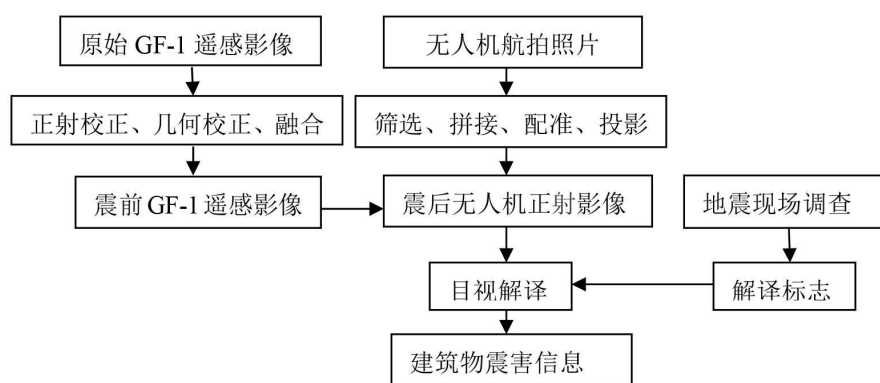 原始 GF-1 遥感影像
无人机航拍照片
正射校正、几何校正、融合
筛选、拼接、配准、投影
震前 GF-1 遥感影像
震后无人机正射影像
地震现场调查
目视解译
解译标志
建筑物震害信息